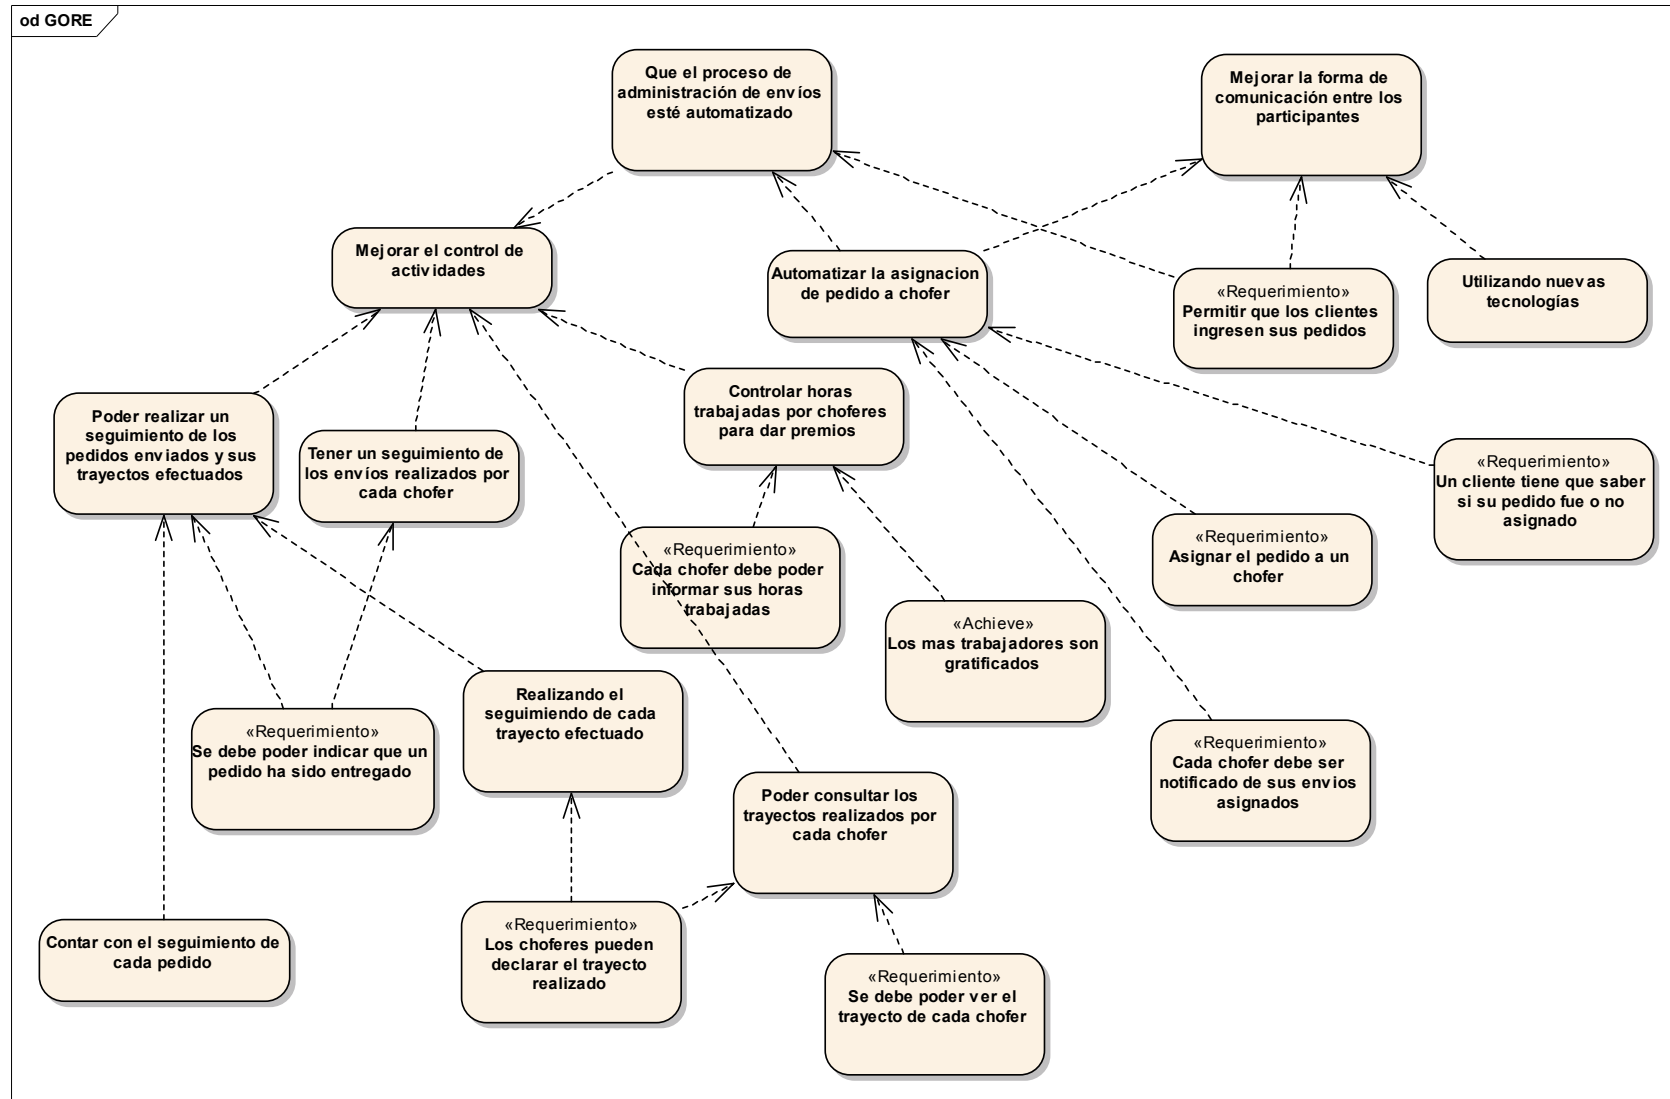 od GORE
Que el proceso de
administración de envíos
esté automatizado
Mejorar la forma de
comunicación entre los
participantes
Mejorar el control de
actividades
Automatizar la asignacion
de pedido a chofer
«Requerimiento»
Permitir que los clientes
ingresen sus pedidos
Utilizando nuevas
tecnologías
Poder realizar un
seguimiento de los
pedidos enviados y sus
trayectos efectuados
Tener un seguimiento de
los envíos realizados por
cada chofer
Controlar horas
trabajadas por choferes
para dar premios
«Requerimiento»
Un cliente tiene que saber
si su pedido fue o no
asignado
«Requerimiento»
Cada chofer debe poder
informar sus horas
trabajadas
«Requerimiento»
Asignar el pedido a un
chofer
«Achieve»
Los mas trabajadores son
gratificados
Realizando el
seguimiendo de cada
trayecto efectuado
«Requerimiento»
Se debe poder indicar que un
pedido ha sido entregado
«Requerimiento»
Cada chofer debe ser
notificado de sus envios
asignados
Poder consultar los
trayectos realizados por
cada chofer
Contar con el seguimiento de
cada pedido
«Requerimiento»
Los choferes pueden
declarar el trayecto
realizado
«Requerimiento»
Se debe poder ver el
trayecto de cada chofer